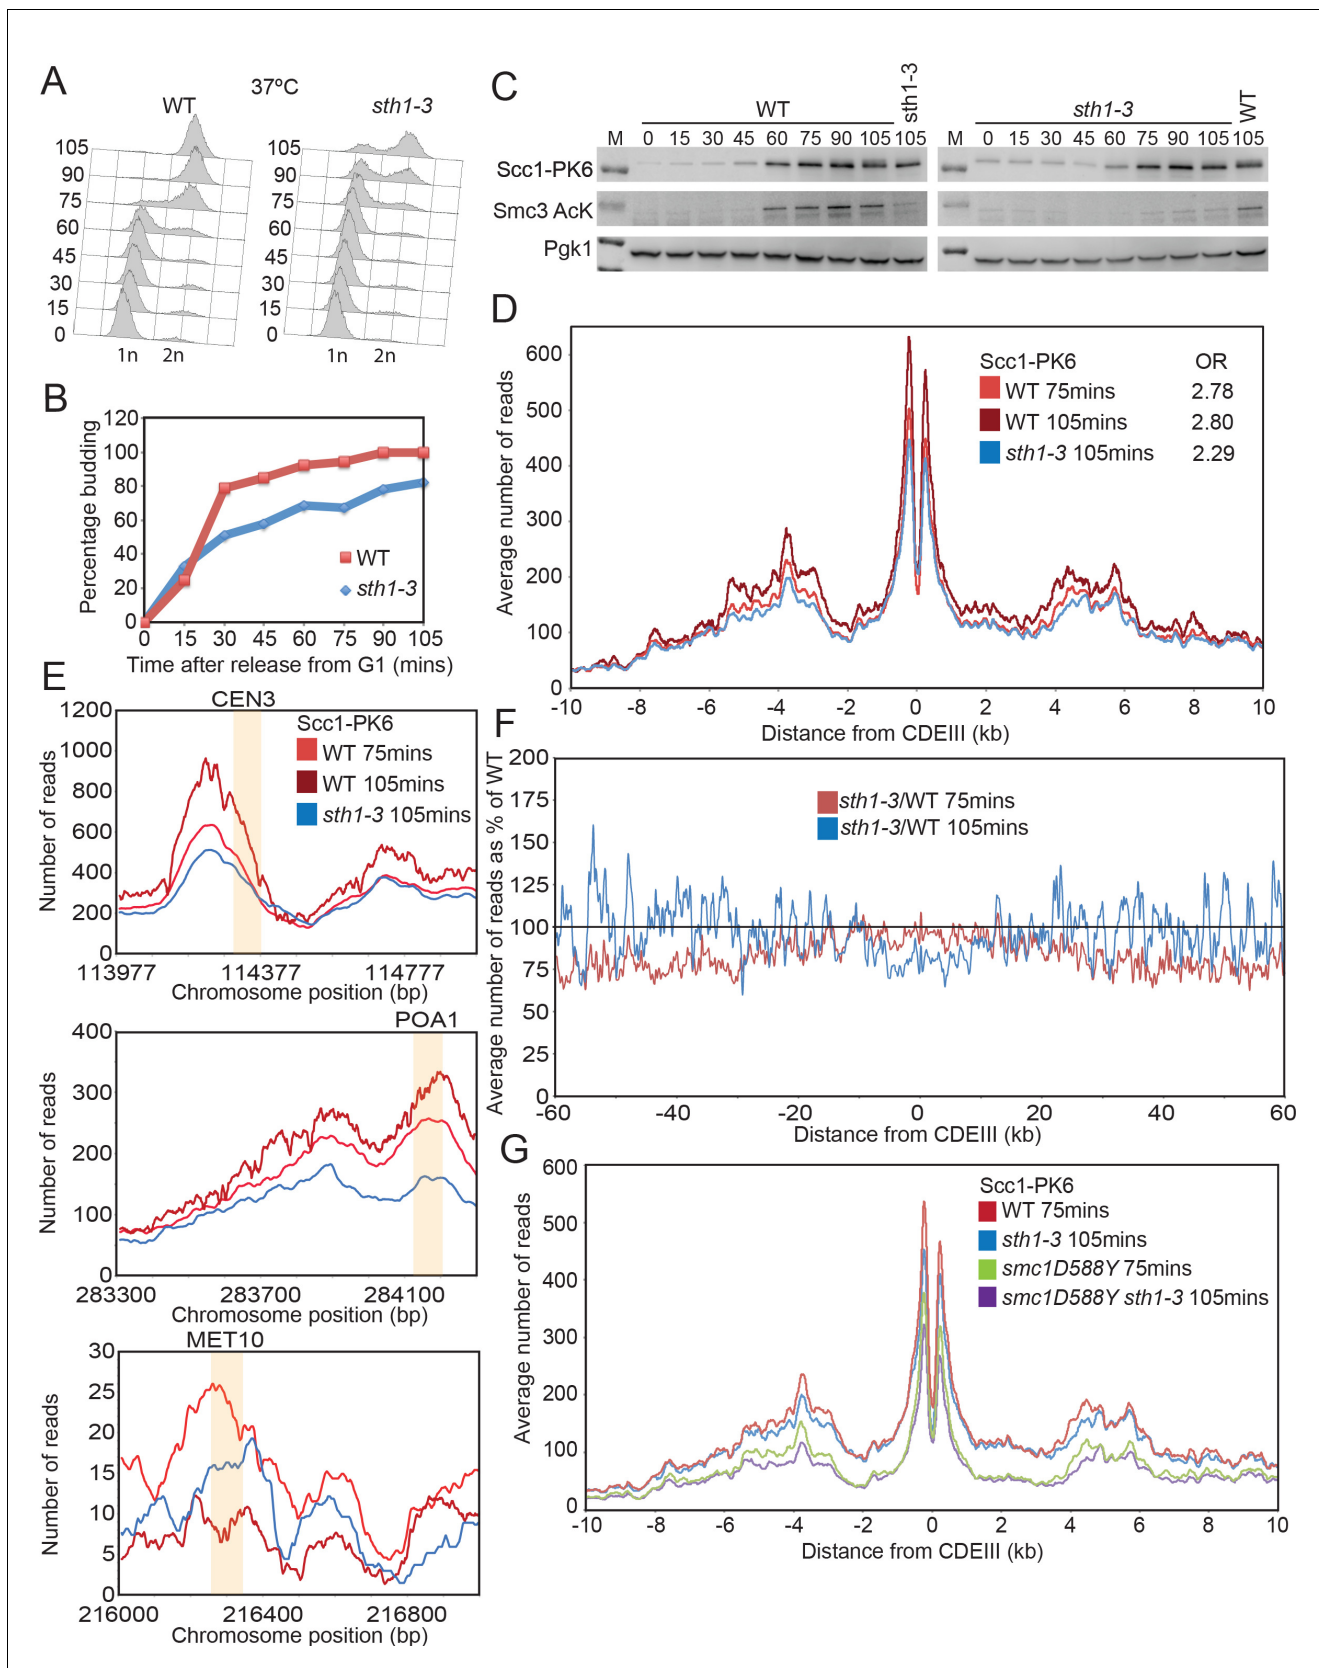 A
37ºC
WT
sth1-3
105
90
75
60
45
30
15
0
1n 2n
105
90
75
60
45
30
15
0
1n 2n
B
Percentage budding
120
100
80
60
40
20
0
WT
sth1-3
0 15 30 45 60 75 90 105
Time after release from G1 (mins)
C
WT
sth1-3
M 0 15 30 45 60 75 90 105 105
sth1-3
WT
M 0 15 30 45 60 75 90 105 105
Scc1-PK6
Smc3 AcK
Pgk1
D
Average number of reads
600
500
400
300
200
100
0
Scc1-PK6 OR
WT 75mins 2.78
WT 105mins 2.80
sth1-3 105mins 2.29
-10 -8 -6 -4 -2 0 2 4 6 8 10
Distance from CDEIII (kb)
E
CEN3
Number of reads
1200
1000
800
600
400
200
0
Scc1-PK6
WT 75mins
WT 105mins
sth1-3 105mins
113977 114377 114777
Chromosome position (bp)
POA1
Number of reads
400
300
200
100
0
283300 283700 284100
Chromosome position (bp)
MET10
Number of reads
30
25
20
15
10
5
0
216000 216400 216800
Chromosome position (bp)
F
Average number of reads as % of WT
200
175
150
125
100
75
50
25
0
sth1-3/WT 75mins
sth1-3/WT 105mins
-60 -40 -20 0 20 40 60
Distance from CDEIII (kb)
G
Average number of reads
600
500
400
300
200
100
0
Scc1-PK6
WT 75mins
sth1-3 105mins
smc1D588Y 75mins
smc1D588Y sth1-3 105mins
-10 -8 -6 -4 -2 0 2 4 6 8 10
Distance from CDEIII (kb)